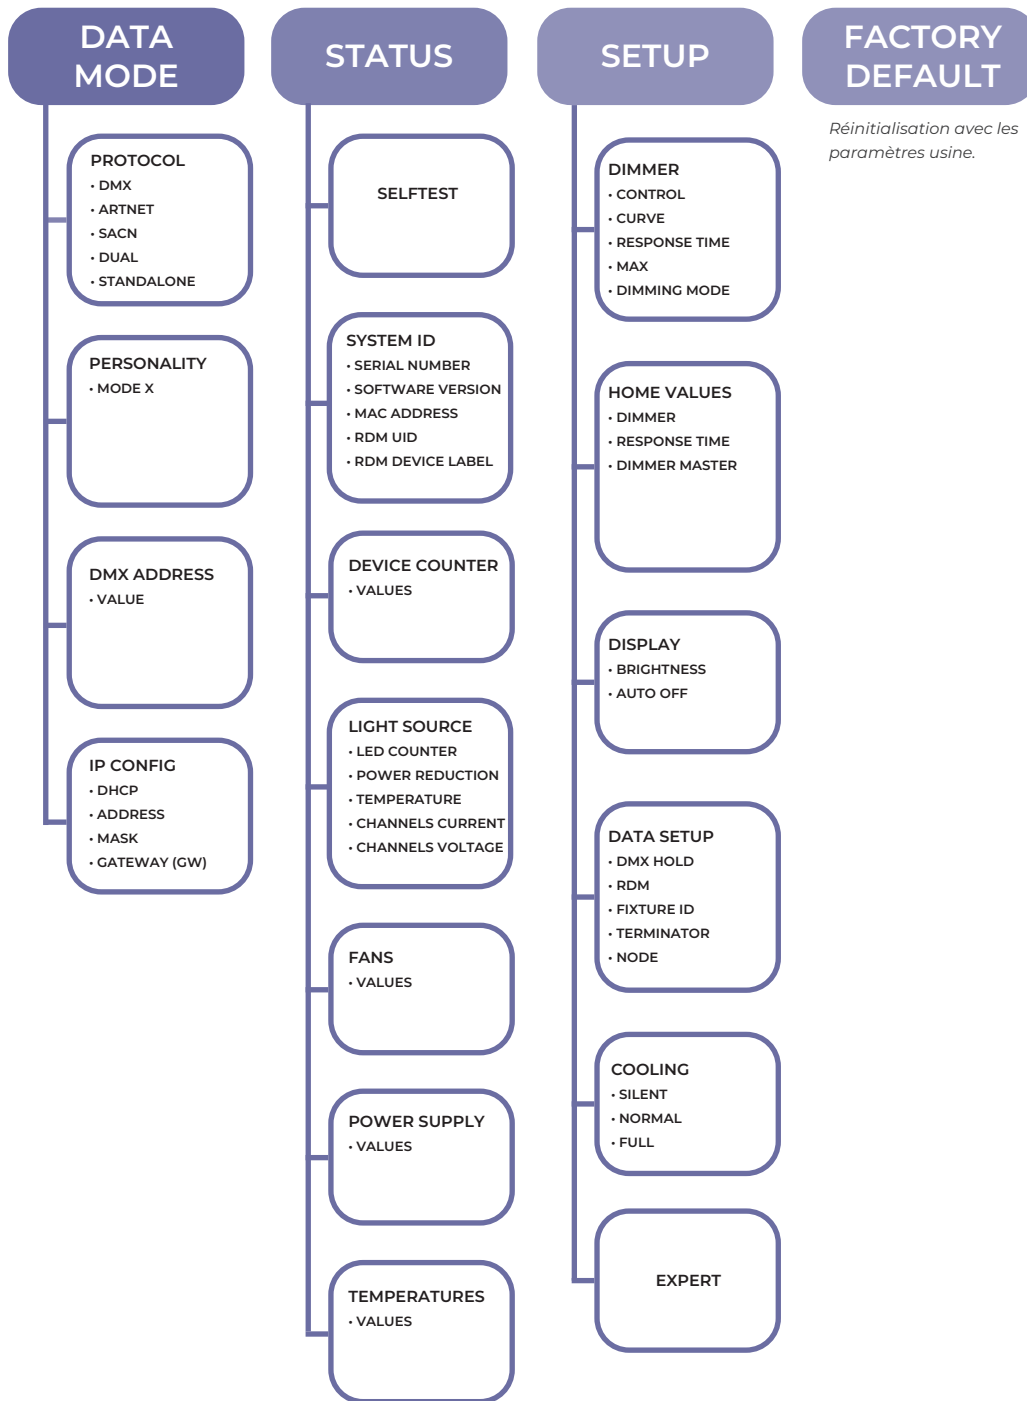 DATA
MODE
PROTOCOL
• DMX
• ARTNET
• SACN
• DUAL
• STANDALONE
PERSONALITY
• MODE X
DMX ADDRESS
• VALUE
IP CONFIG
• DHCP
• ADDRESS
• MASK
• GATEWAY (GW)
STATUS
SELFTEST
SYSTEM ID
• SERIAL NUMBER
• SOFTWARE VERSION
• MAC ADDRESS
• RDM UID
• RDM DEVICE LABEL
DEVICE COUNTER
• VALUES
LIGHT SOURCE
• LED COUNTER
• POWER REDUCTION
• TEMPERATURE
• CHANNELS CURRENT
• CHANNELS VOLTAGE
FANS
• VALUES
POWER SUPPLY
• VALUES
TEMPERATURES
• VALUES
SETUP
DIMMER
• CONTROL
• CURVE
• RESPONSE TIME
• MAX
• DIMMING MODE
HOME VALUES
• DIMMER
• RESPONSE TIME
• DIMMER MASTER
DISPLAY
• BRIGHTNESS
• AUTO OFF
DATA SETUP
• DMX HOLD
• RDM
• FIXTURE ID
• TERMINATOR
• NODE
COOLING
• SILENT
• NORMAL
• FULL
EXPERT
FACTORY
DEFAULT
Réinitialisation avec les
paramètres usine.